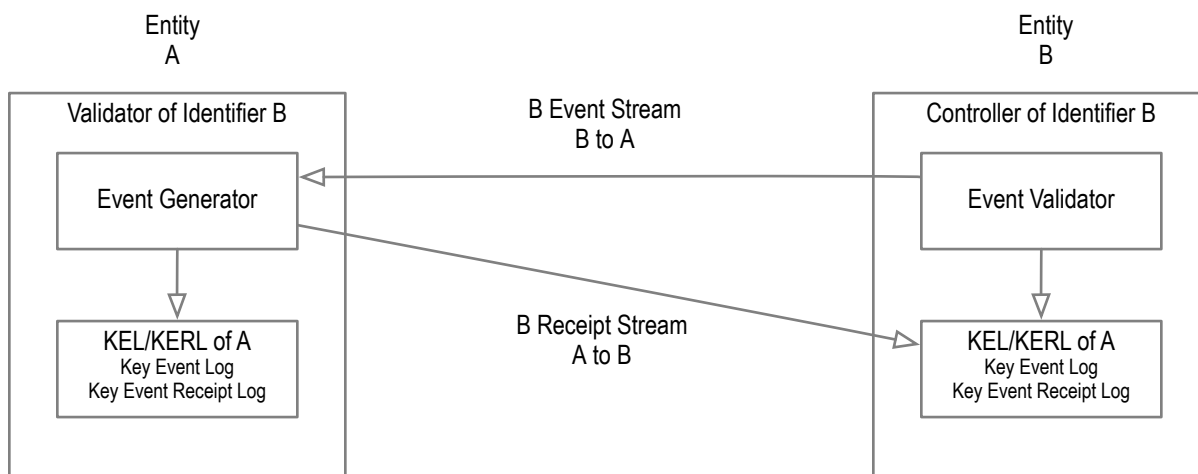 Entity
A
Entity
B
Validator of Identifier B
B Event Stream
B to A
Controller of Identifier B
Event Generator
Event Validator
B Receipt Stream
A to B
KEL/KERL of A
Key Event Log
Key Event Receipt Log
KEL/KERL of A
Key Event Log
Key Event Receipt Log